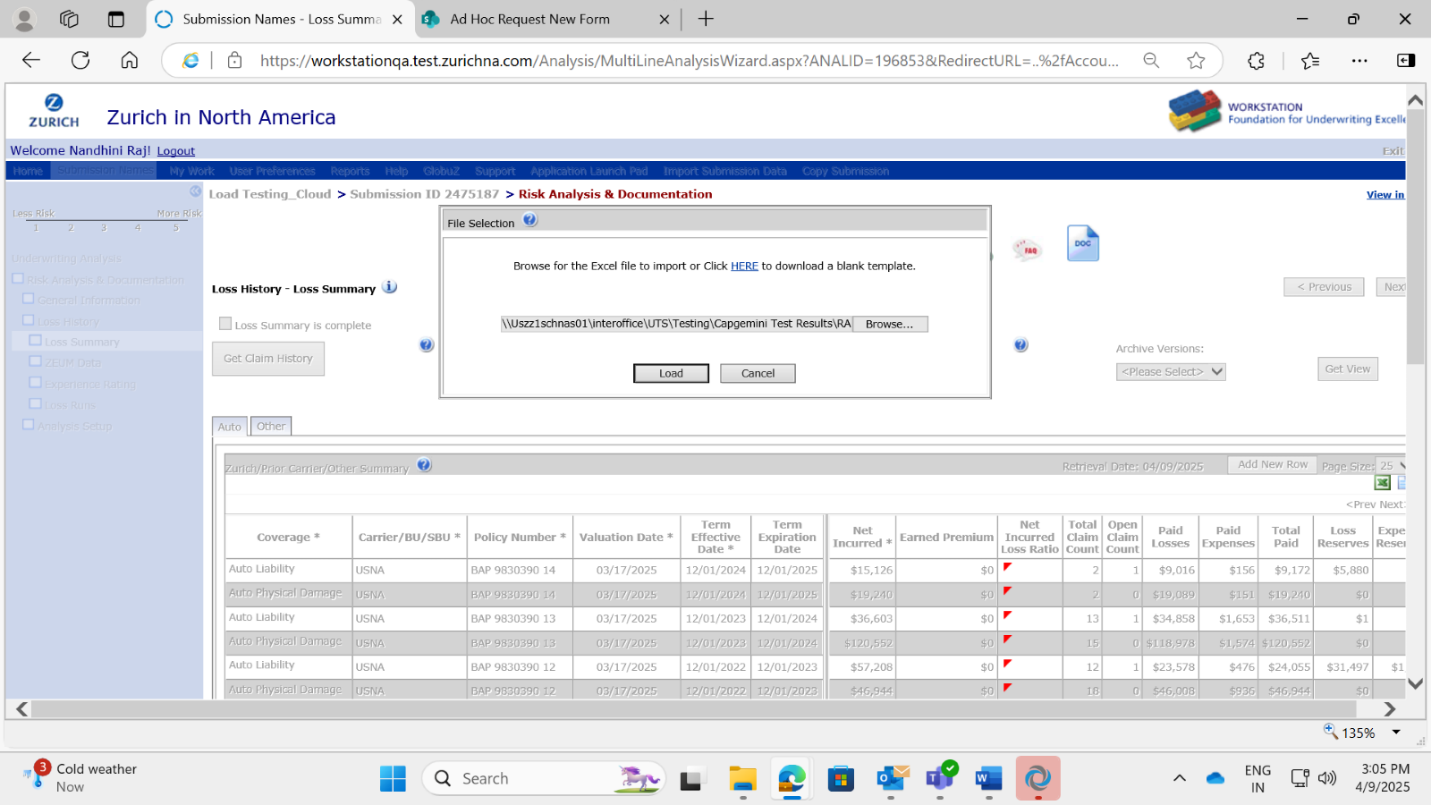 Submission Names - Loss Summa
Ad Hoc Request New Form
https://workstationqa.test.zurichna.com/Analysis/MultiLineAnalysisWizard.aspx?ANALID=196853&RedirectURL=..%2fAccou...
ZURICH
Zurich in North America
WORKSTATION
Foundation for Underwriting Excelle
Welcome Nandhini Raj! Logout
Exit
Home Submission Names My Work User Preferences Reports Help GlobuZ Support Application Launch Pad Import Submission Data Copy Submission
Load Testing_Cloud > Submission ID 2475187 > Risk Analysis & Documentation
View in
Less Risk More Risk
1 2 3 4 5
Underwriting Analysis
Risk Analysis & Documentation
General Information
Loss History
Loss Summary
ZEUM Data
Experience Rating
Loss Runs
Analysis Setup
File Selection
Browse for the Excel file to import or Click HERE to download a blank template.
\\Uszz1schnas01\interoffice\UTS\Testing\Capgemini Test Results\RA Browse...
Load Cancel
FAQ
DOC
Loss History - Loss Summary
< Previous Next
Loss Summary is complete
Get Claim History
Archive Versions:
<Please Select>
Get View
Auto Other
Zurich/Prior Carrier/Other Summary
Retrieval Date: 04/09/2025 Add New Row Page Size: 25
<Prev Next>
Coverage * Carrier/BU/SBU * Policy Number * Valuation Date * Term Effective Date * Term Expiration Date Net Incurred * Earned Premium Net Incurred Loss Ratio Total Claim Count Open Claim Count Paid Losses Paid Expenses Total Paid Loss Reserves Expe Reser
Auto Liability USNA BAP 9830390 14 03/17/2025 12/01/2024 12/01/2025 $15,126 $0 2 1 $9,016 $156 $9,172 $5,880
Auto Physical Damage USNA BAP 9830390 14 03/17/2025 12/01/2024 12/01/2025 $19,240 $0 2 0 $19,089 $151 $19,240 $0
Auto Liability USNA BAP 9830390 13 03/17/2025 12/01/2023 12/01/2024 $36,603 $0 13 1 $34,858 $1,653 $36,511 $1
Auto Physical Damage USNA BAP 9830390 13 03/17/2025 12/01/2023 12/01/2024 $120,552 $0 15 0 $118,978 $1,574 $120,552 $0
Auto Liability USNA BAP 9830390 12 03/17/2025 12/01/2022 12/01/2023 $57,208 $0 12 1 $23,578 $476 $24,055 $31,497 $1
Auto Physical Damage USNA BAP 9830390 12 03/17/2025 12/01/2022 12/01/2023 $46,944 $0 18 0 $46,008 $936 $46,944 $0
135%
3
Cold weather
Now
Search
ENG
IN
3:05 PM
4/9/2025